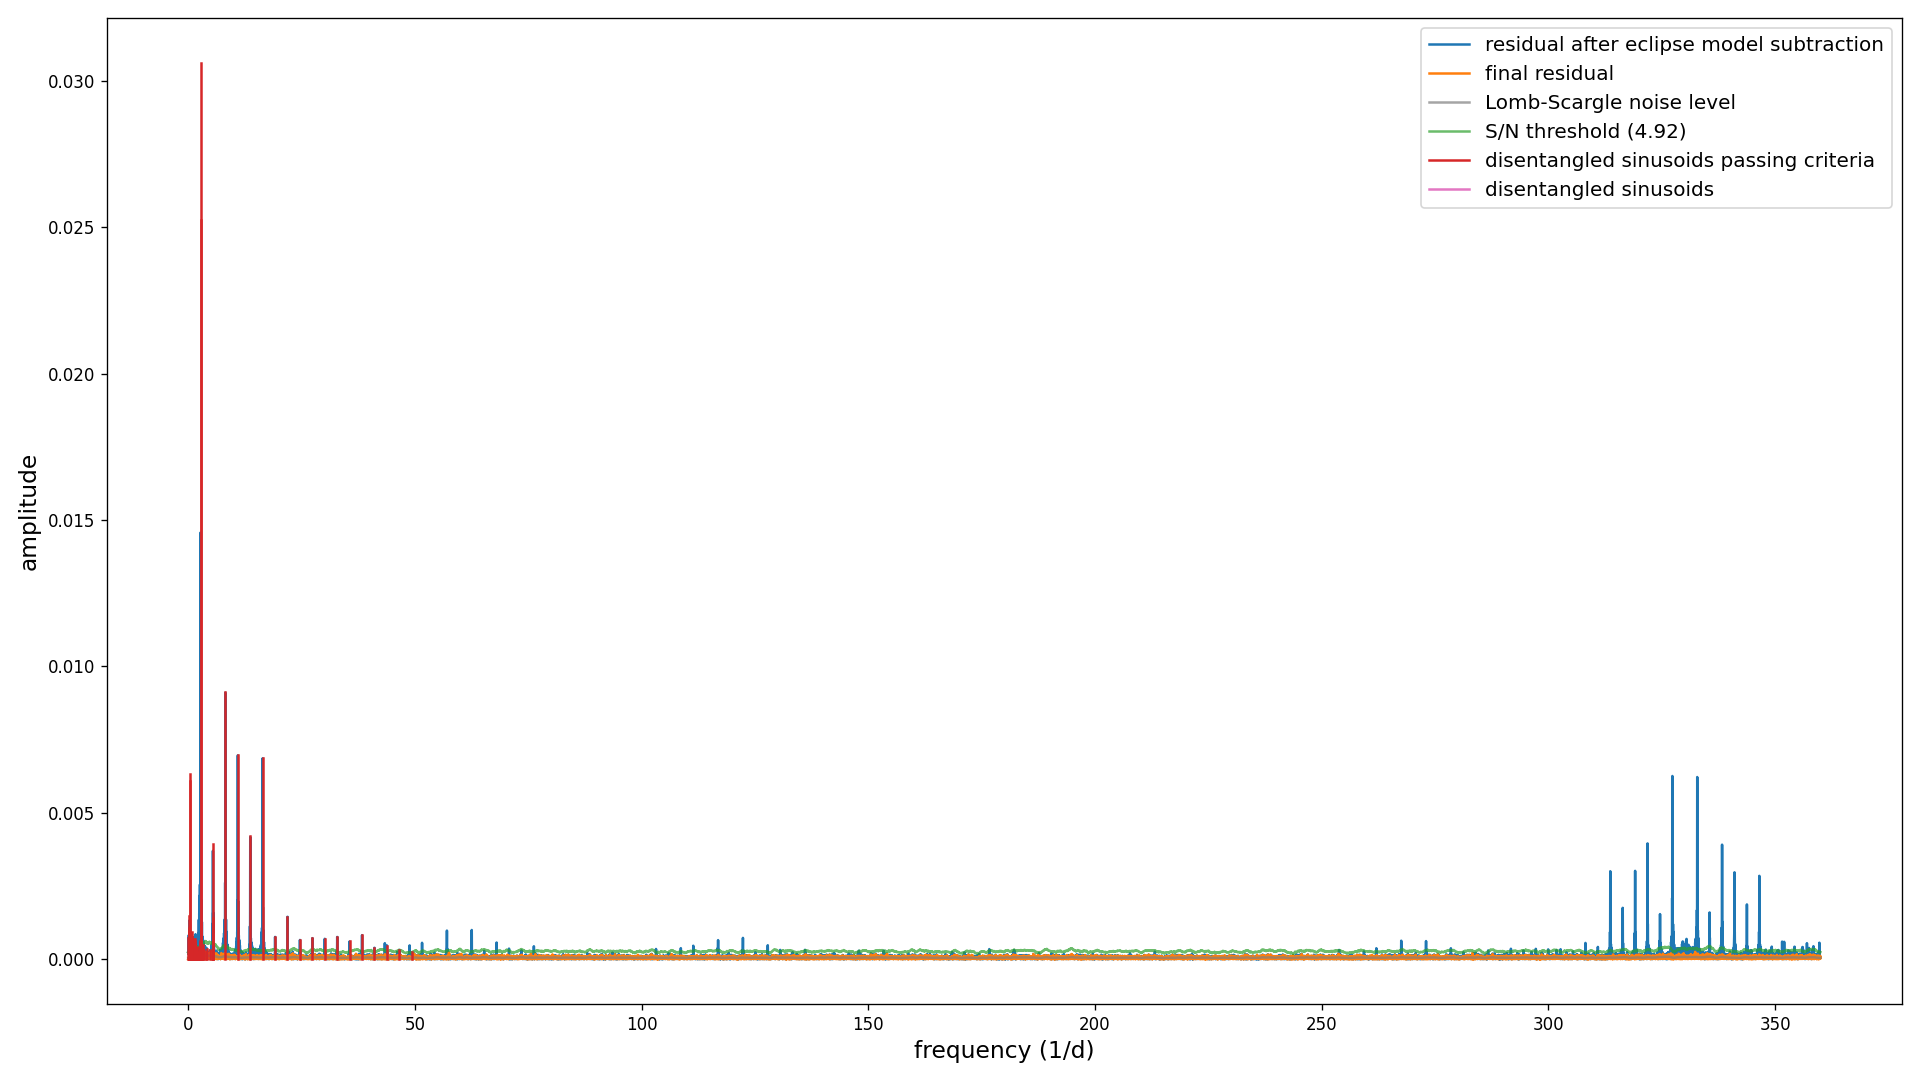 residual after eclipse model subtraction
final residual
Lomb-Scargle noise level
S/N threshold (4.92)
disentangled sinusoids passing criteria
disentangled sinusoids
0.030
0.025
0.020
0.015
0.010
0.005
0.000
amplitude
0 50 100 150 200 250 300 350
frequency (1/d)